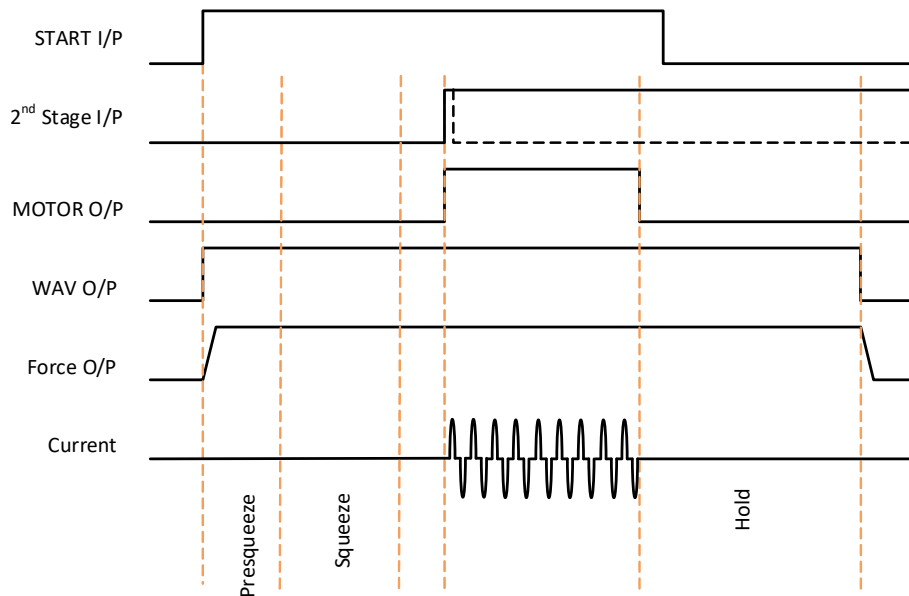 START I/P
2nd Stage I/P
MOTOR O/P
WAV O/P
Force O/P
Current
Presqueeze
Squeeze
Hold